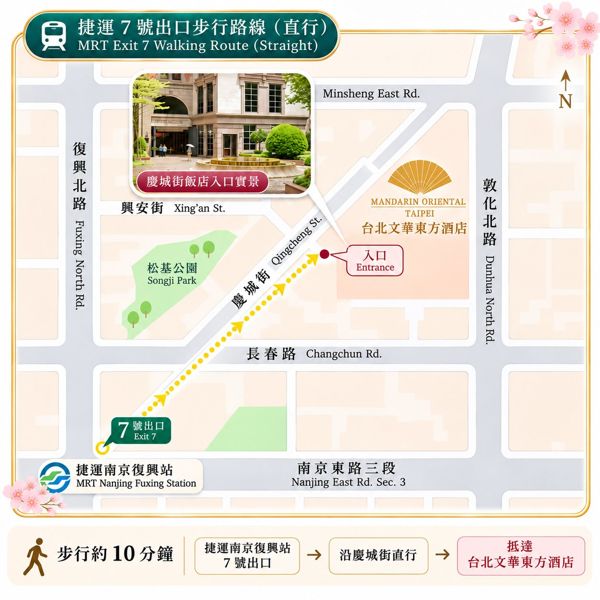 捷運 7 號出口步行路線（直行）
MRT Exit 7 Walking Route (Straight)
N
Minsheng East Rd.
復興北路
Fuxing North Rd.
慶城街飯店入口實景
興安街 Xing'an St.
慶城街 Qingcheng St.
MANDARIN ORIENTAL
TAIPEI
台北文華東方酒店
敦化北路
Dunhua North Rd.
入口
Entrance
松基公園
Songji Park
長春路 Changchun Rd.
7 號出口
Exit 7
捷運南京復興站
MRT Nanjing Fuxing Station
南京東路三段
Nanjing East Rd. Sec. 3
步行約 10 分鐘
捷運南京復興站
7 號出口
沿慶城街直行
抵達
台北文華東方酒店